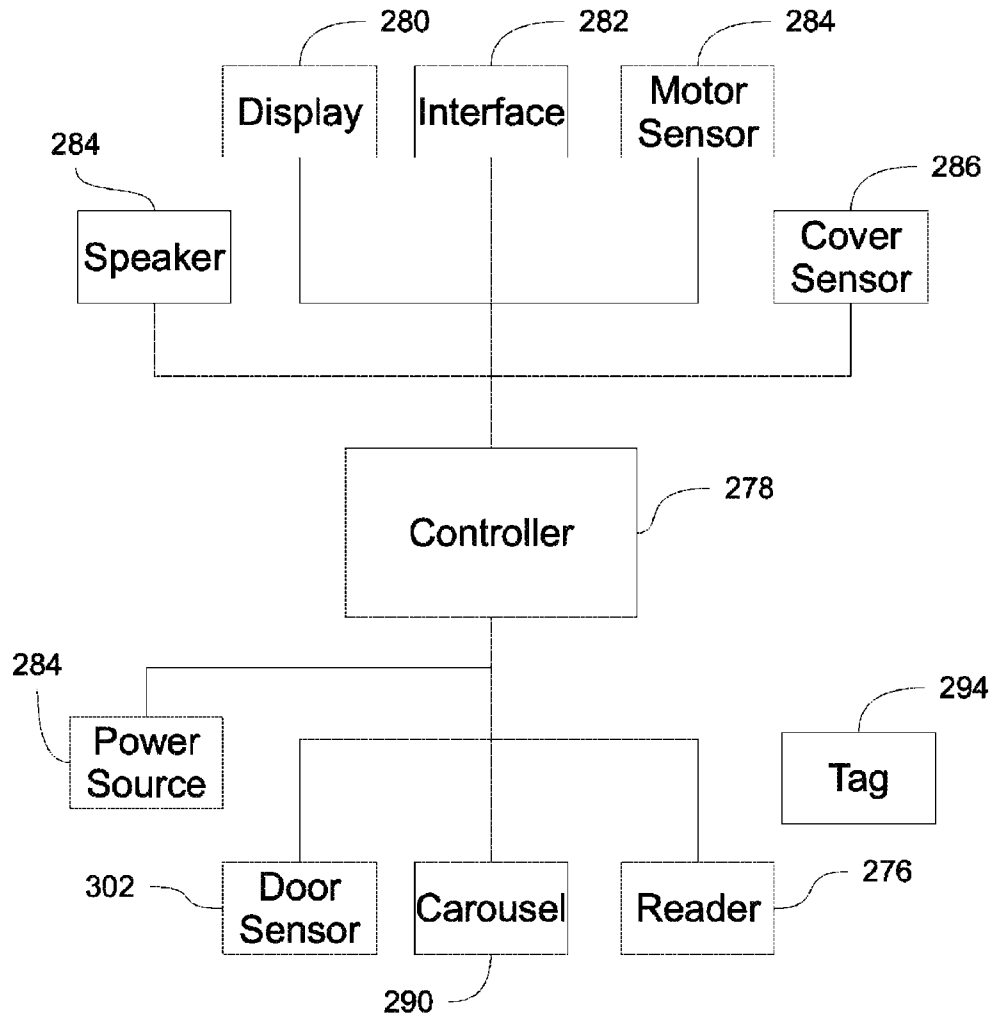 280
282
284
Display
Interface
Motor
Sensor
284
286
Speaker
Cover
Sensor
278
Controller
284
294
Power
Source
Tag
302
Door
Sensor
Carousel
Reader
276
290